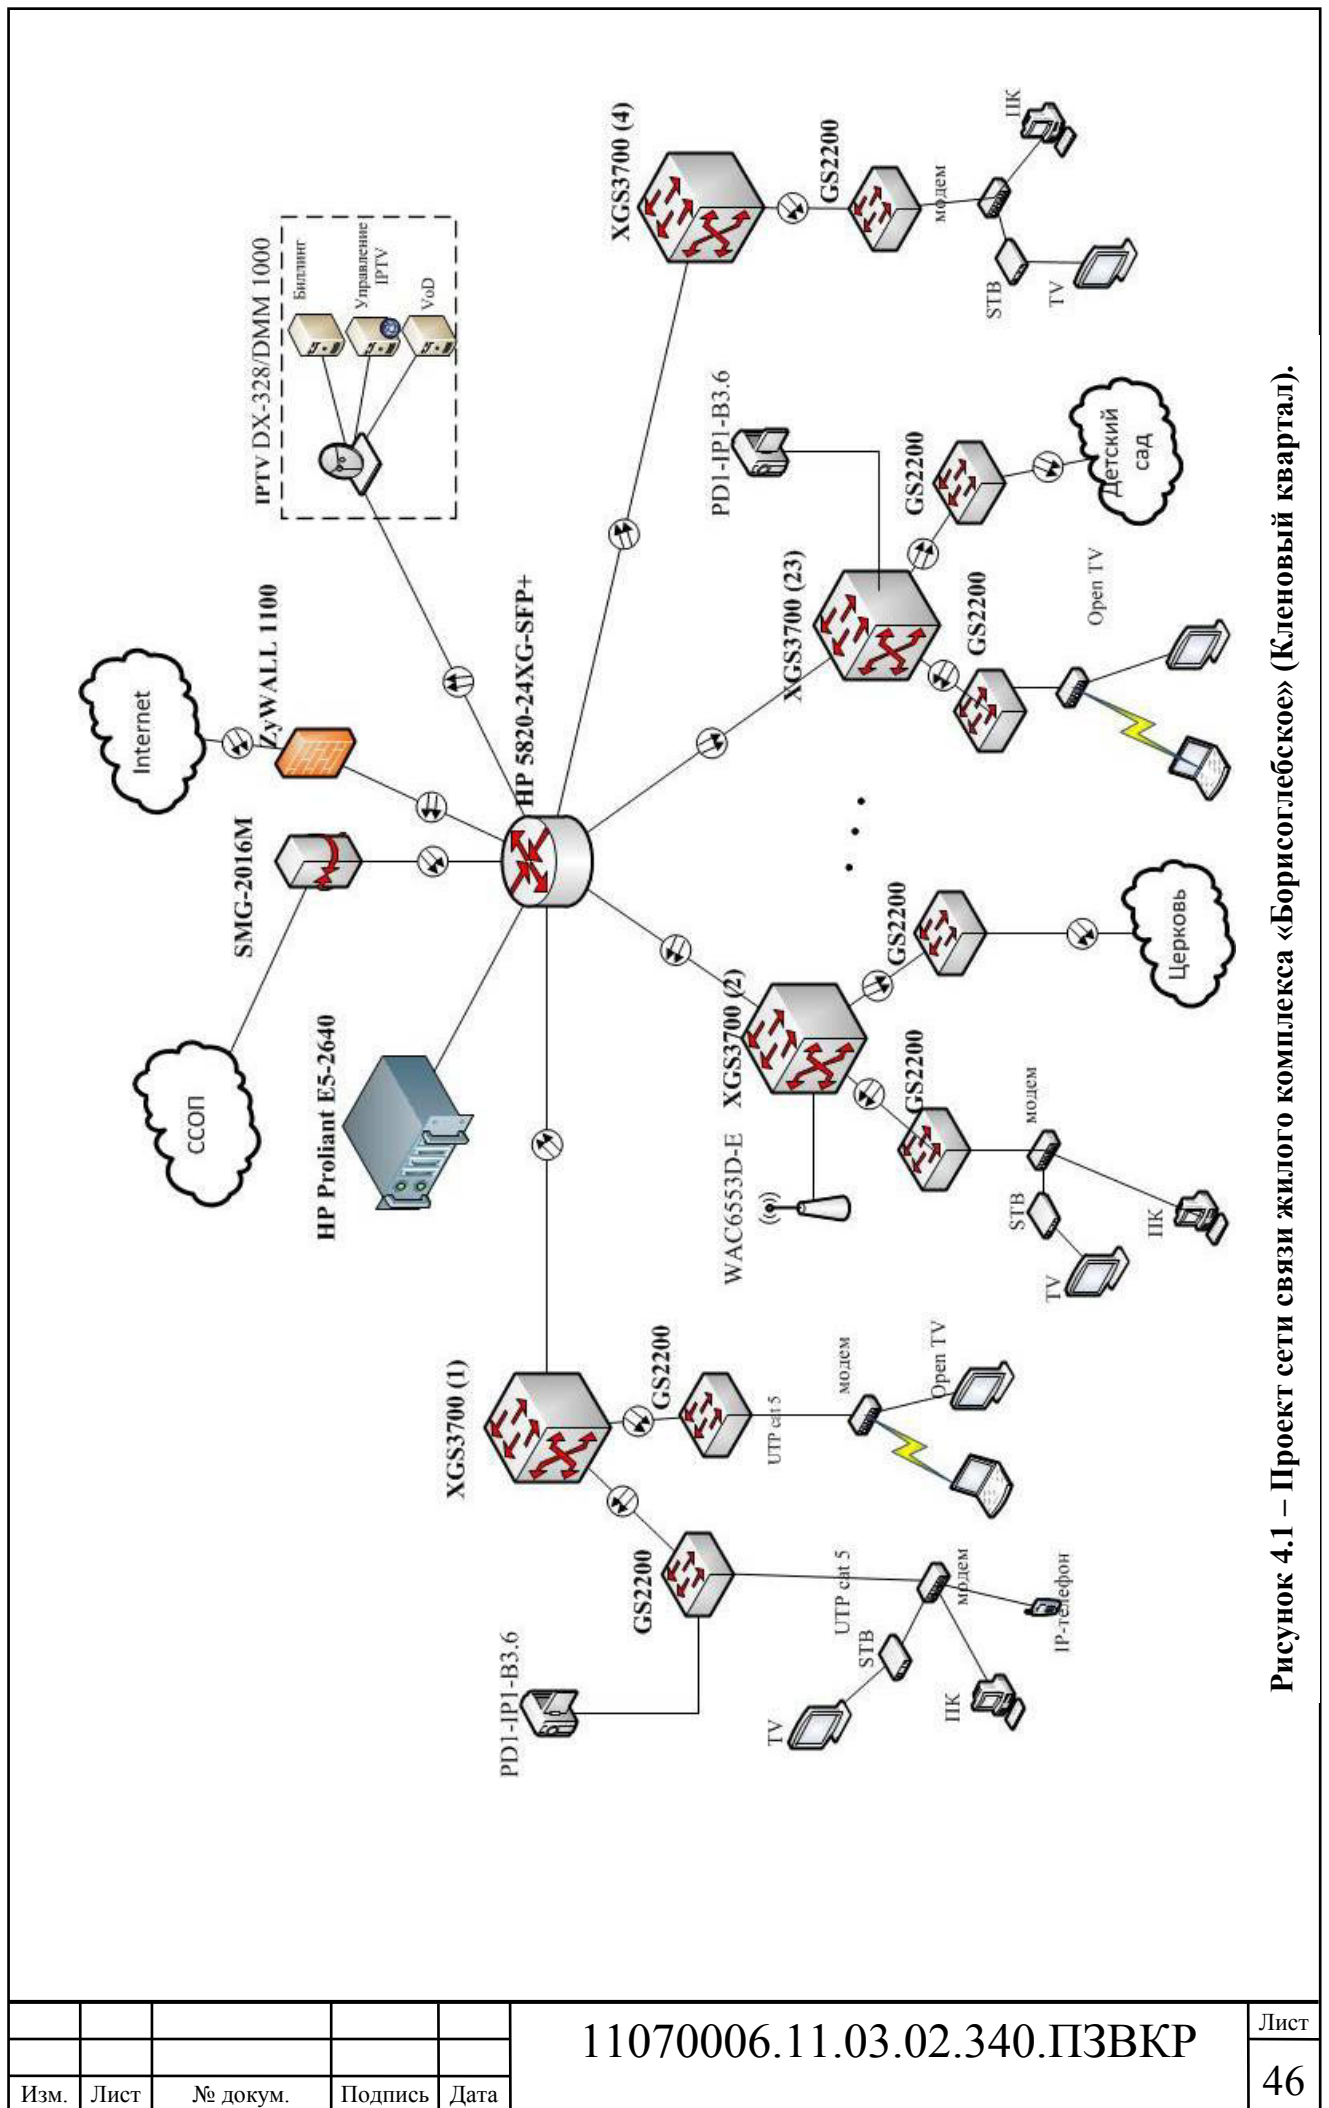 Internet
ССОП
SMG-2016M
ZyWALL 1100
IPTV DX-328/DMM 1000
Биллинг
Управление
IPTV
VoD
HP Proliant E5-2640
HP 5820-24XG-SFP+
XGS3700 (1)
XGS3700 (2)
XGS3700 (23)
XGS3700 (4)
PD1-IP1-B3.6
GS2200
GS2200
UTP cat 5
UTP cat 5
TV
STB
модем
ПК
IP-телефон
модем
Open TV
WAC6553D-E
GS2200
GS2200
модем
STB
TV
ПК
Церковь
PD1-IP1-B3.6
GS2200
GS2200
Open TV
Детский
сад
GS2200
модем
STB
TV
ПК
Рисунок 4.1 – Проект сети связи жилого комплекса «Борисоглебское» (Кленовый квартал).
11070006.11.03.02.340.ПЗВКР
Лист
46
Изм. Лист № докум. Подпись Дата